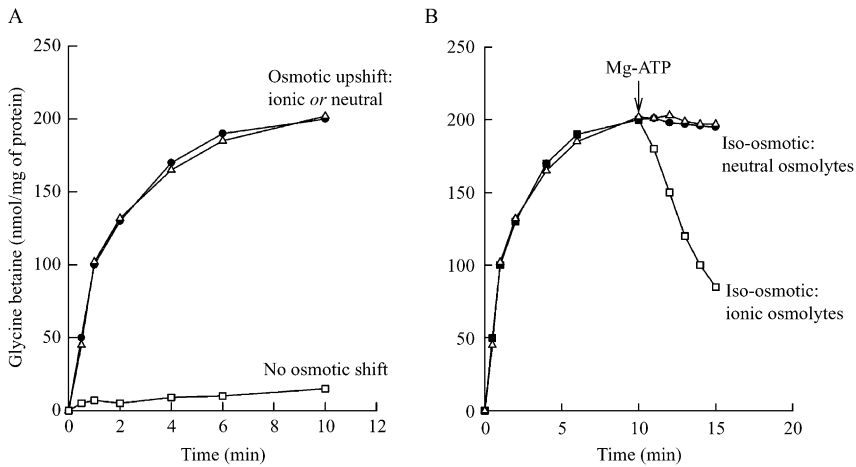 A
250
200
150
100
50
0
Glycine betaine (nmol/mg of protein)
Osmotic upshift:
ionic or neutral
No osmotic shift
0 2 4 6 8 10 12
Time (min)
B
250
200
150
100
50
0
Mg-ATP
Iso-osmotic:
neutral osmolytes
Iso-osmotic:
ionic osmolytes
0 5 10 15 20
Time (min)